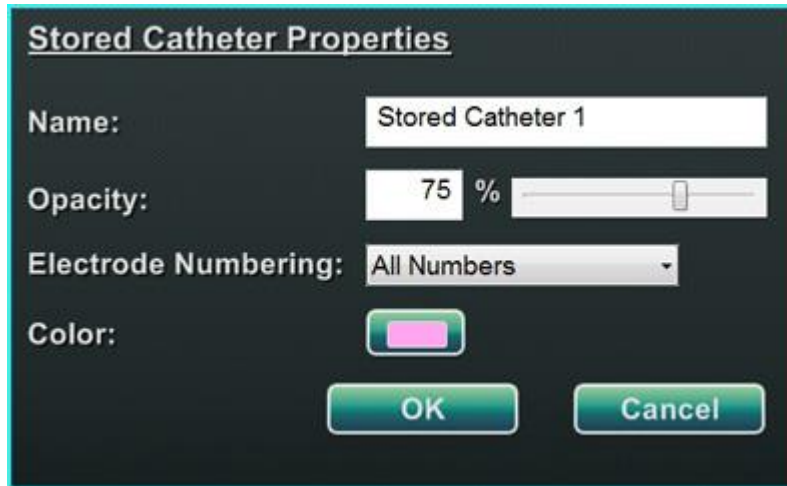 Stored Catheter Properties
Name: Stored Catheter 1
Opacity: 75 %
Electrode Numbering: All Numbers
Color:
OK Cancel